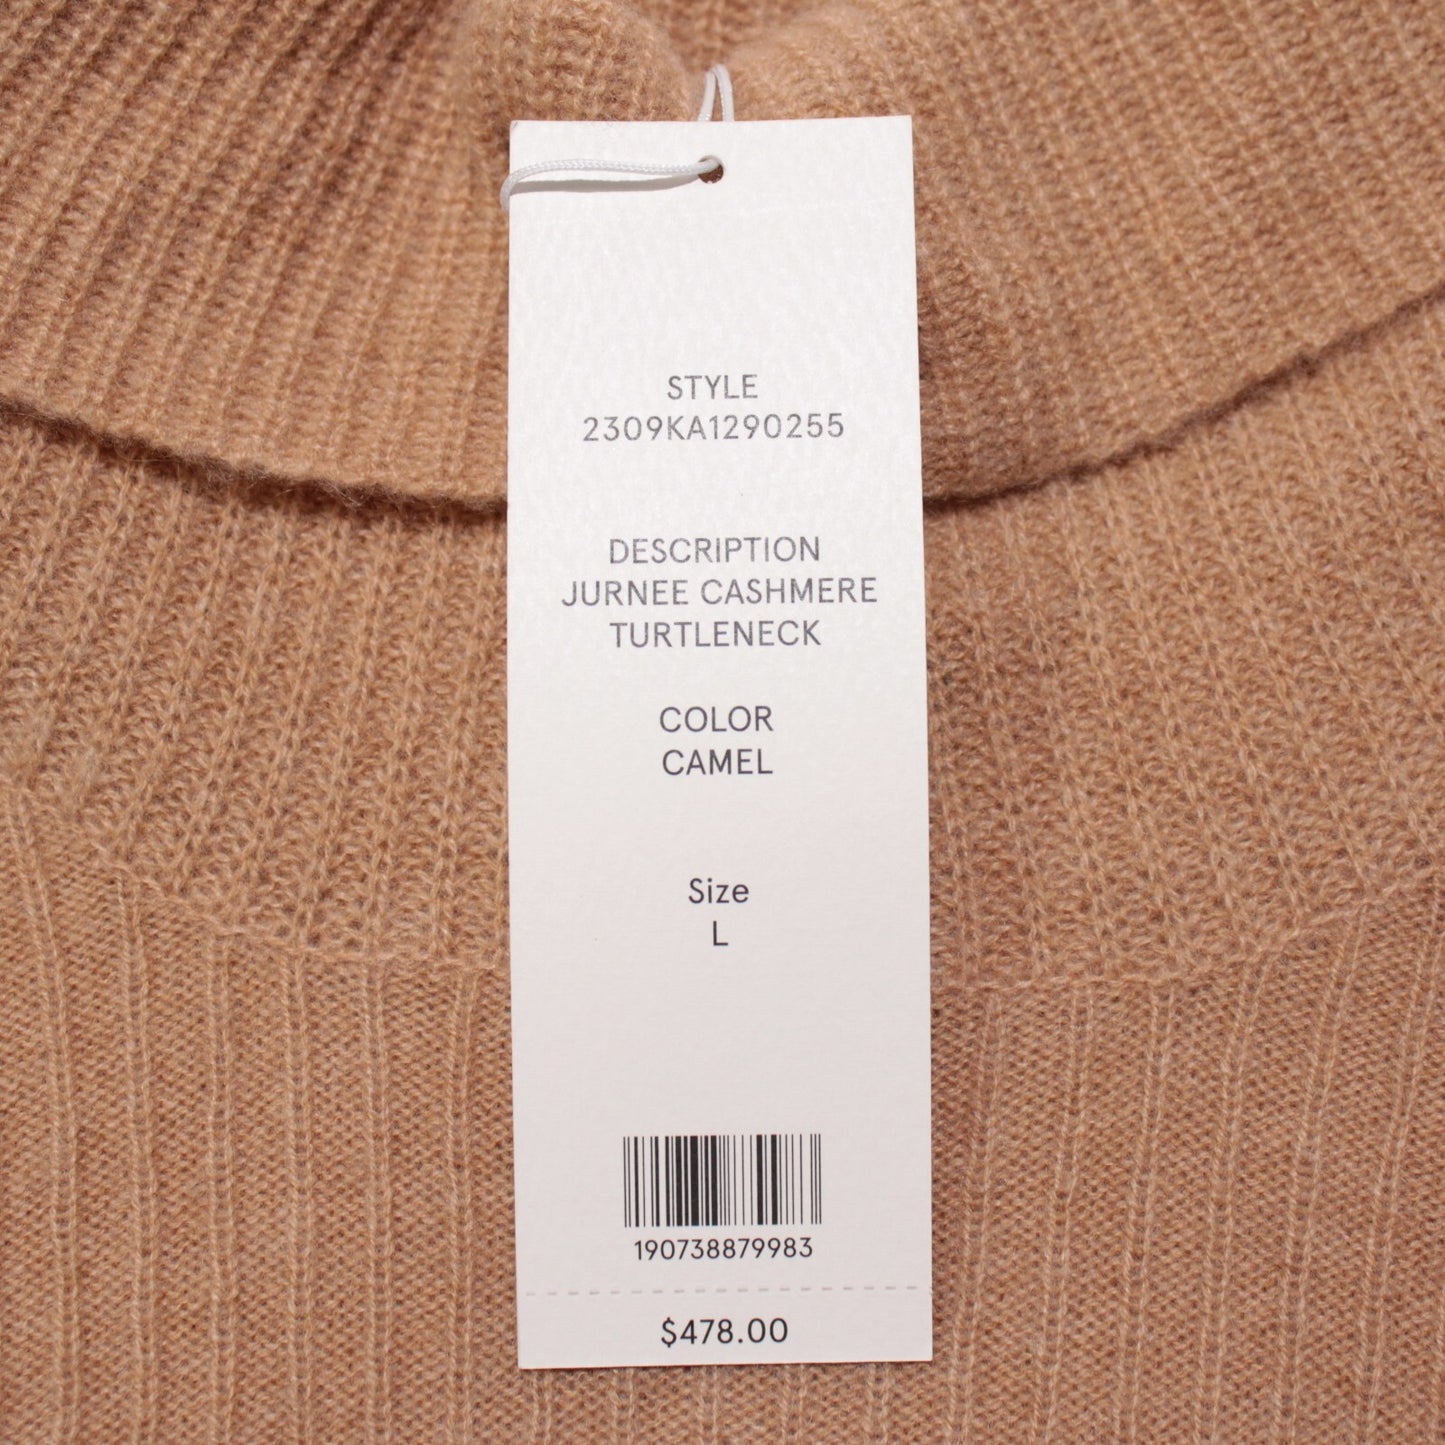 STYLE
2309KA1290255
DESCRIPTION
JURNEE CASHMERE
TURTLENECK
COLOR
CAMEL
Size
L
190738879983
$478.00